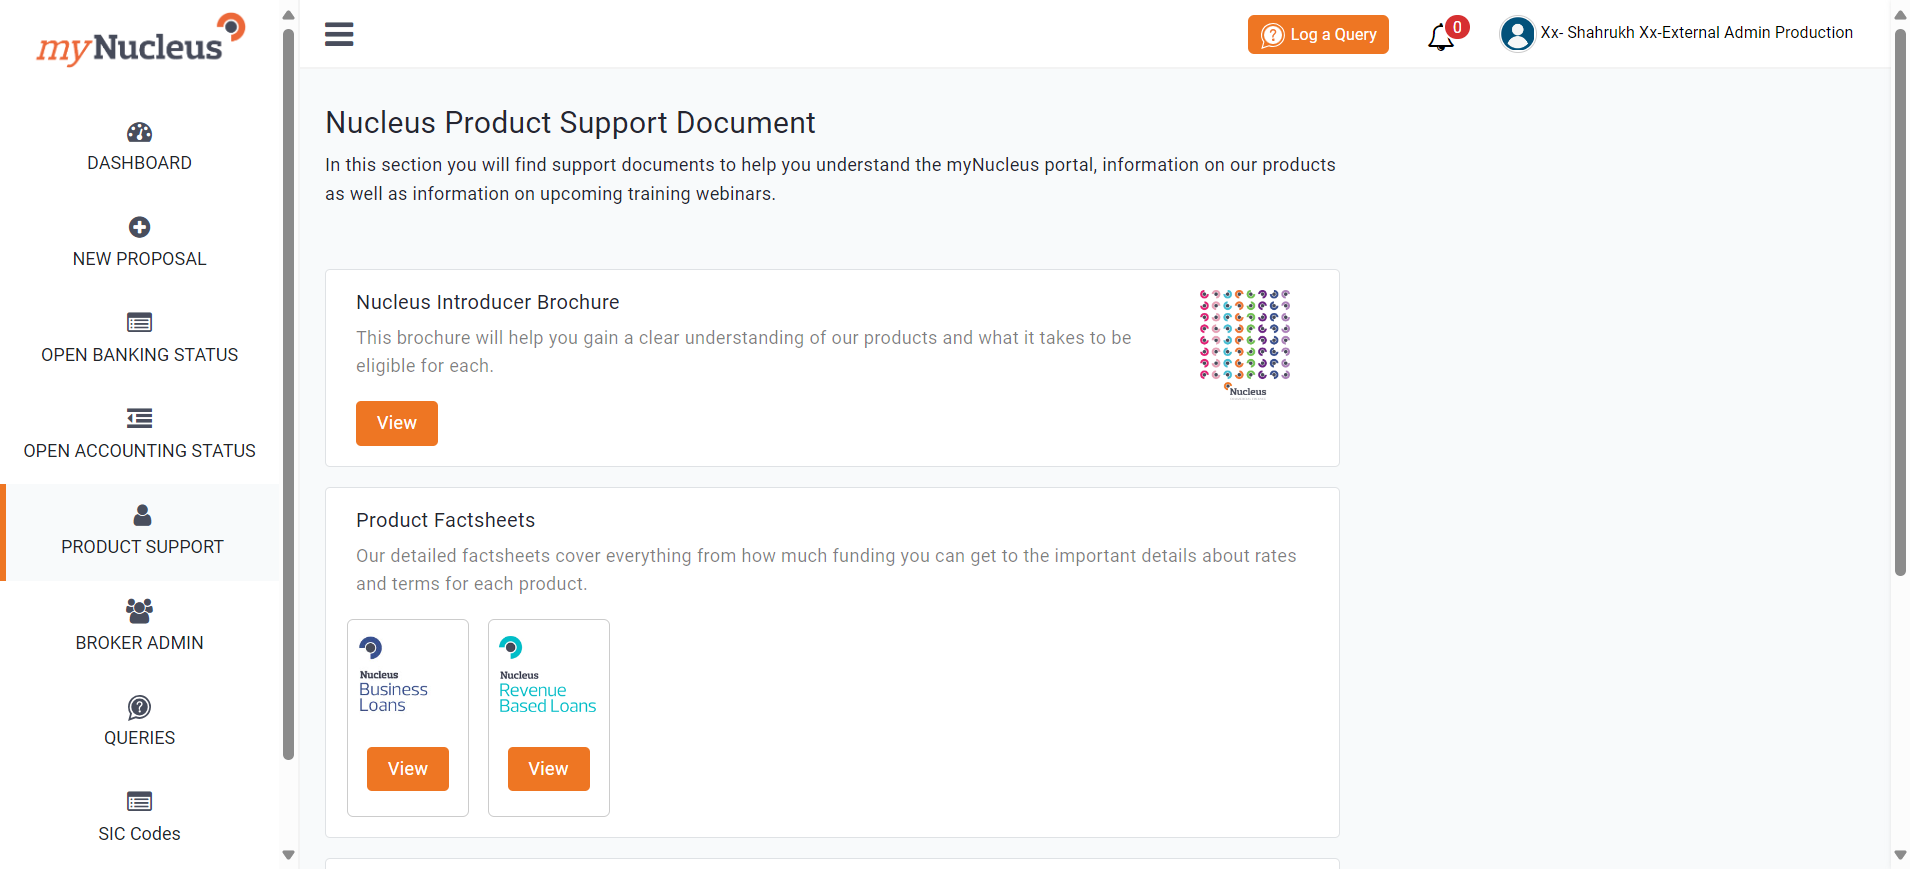 myNucleus
Log a Query
0
Xx- Shahrukh Xx-External Admin Production
DASHBOARD
NEW PROPOSAL
OPEN BANKING STATUS
OPEN ACCOUNTING STATUS
PRODUCT SUPPORT
BROKER ADMIN
QUERIES
SIC Codes
Nucleus Product Support Document
In this section you will find support documents to help you understand the myNucleus portal, information on our products
as well as information on upcoming training webinars.
Nucleus Introducer Brochure
This brochure will help you gain a clear understanding of our products and what it takes to be
eligible for each.
View
Nucleus
Product Factsheets
Our detailed factsheets cover everything from how much funding you can get to the important details about rates
and terms for each product.
Nucleus
Business
Loans
View
Nucleus
Revenue
Based Loans
View